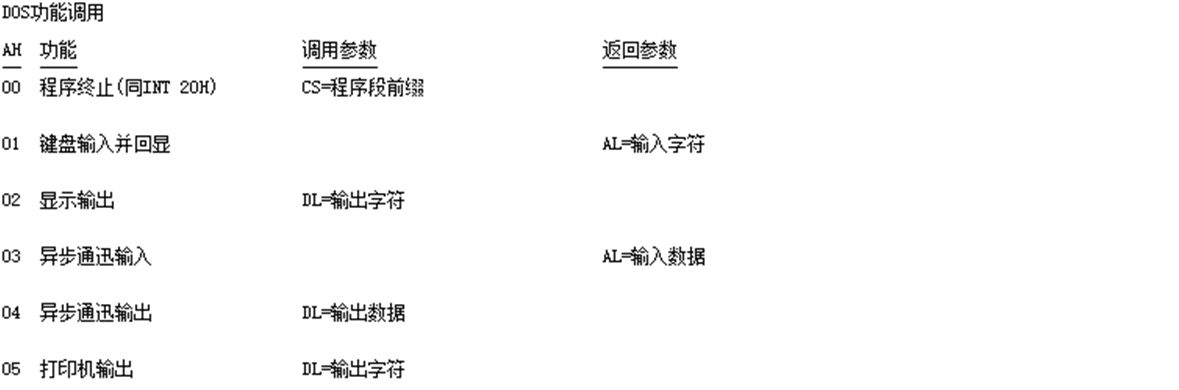 DOS功能调用
AH 功能 调用参数 返回参数
00 程序终止(同INT 20H) CS=程序段前缀
01 键盘输入并回显 AL=输入字符
02 显示输出 DL=输出字符
03 异步通迅输入 AL=输入数据
04 异步通迅输出 DL=输出数据
05 打印机输出 DL=输出字符